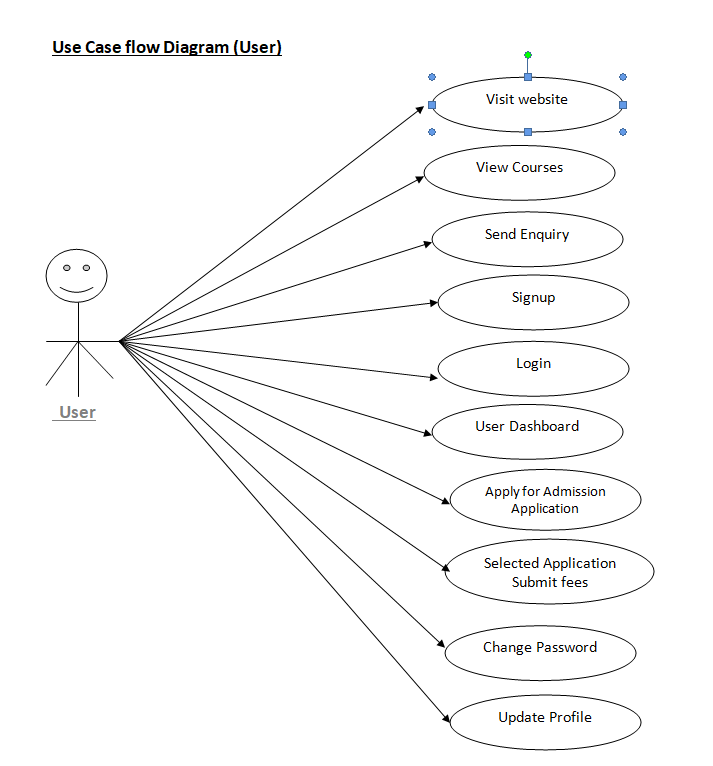 Use Case flow Diagram (User)
Visit website
View Courses
Send Enquiry
Signup
Login
User
User Dashboard
Apply for Admission
Application
Selected Application
Submit fees
Change Password
Update Profile